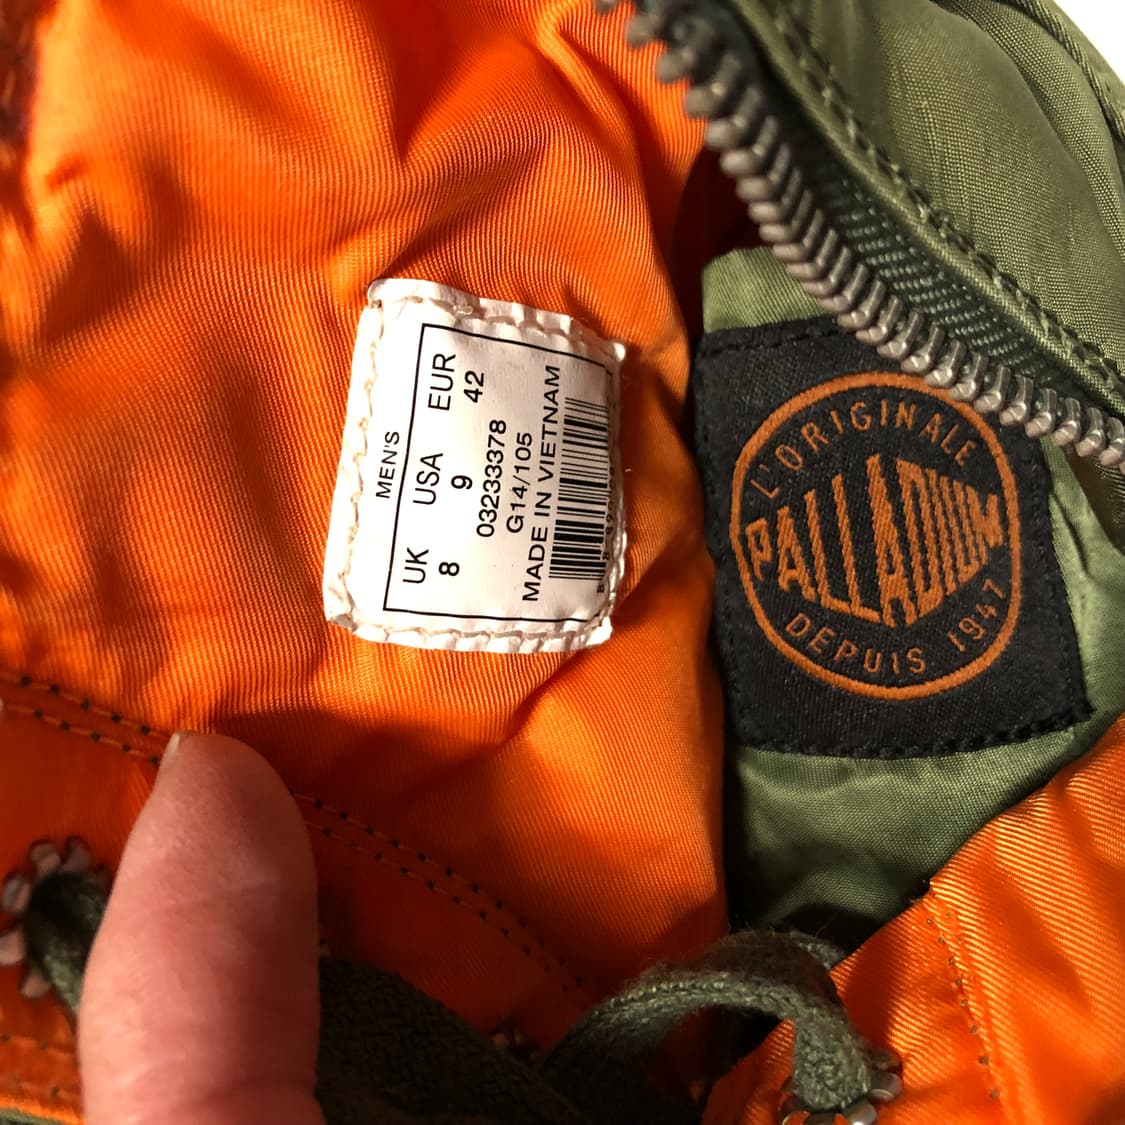 MEN'S
UK USA EUR
8 9 42
03233378
G14/105
MADE IN VIETNAM
L'ORIGINALE
PALLADIUM
DEPUIS 1947